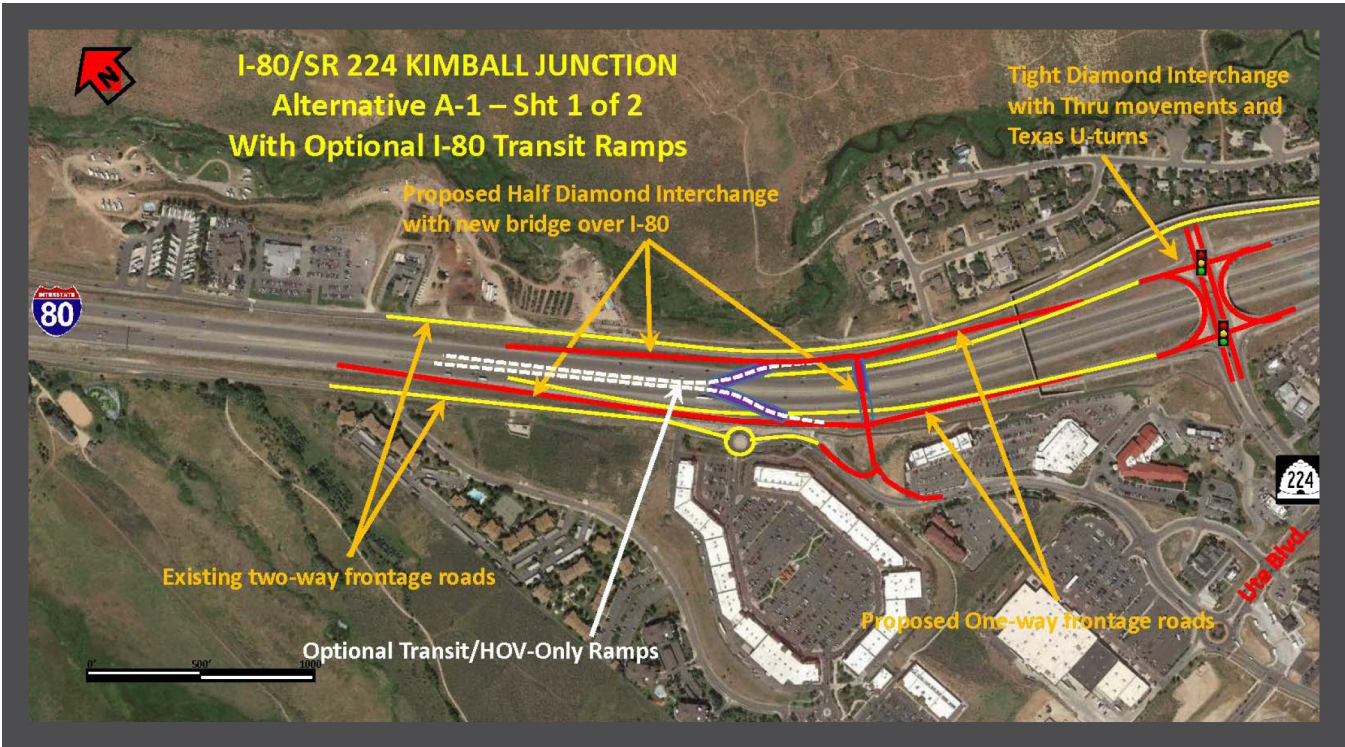 N
I-80/SR 224 KIMBALL JUNCTION
Alternative A-1 – Sht 1 of 2
With Optional I-80 Transit Ramps
Tight Diamond Interchange
with Thru movements and
Texas U-turns
Proposed Half Diamond Interchange
with new bridge over I-80
INTERSTATE
80
224
Ute Blvd.
Existing two-way frontage roads
Proposed One-way frontage roads
Optional Transit/HOV-Only Ramps
0' 500' 1000'